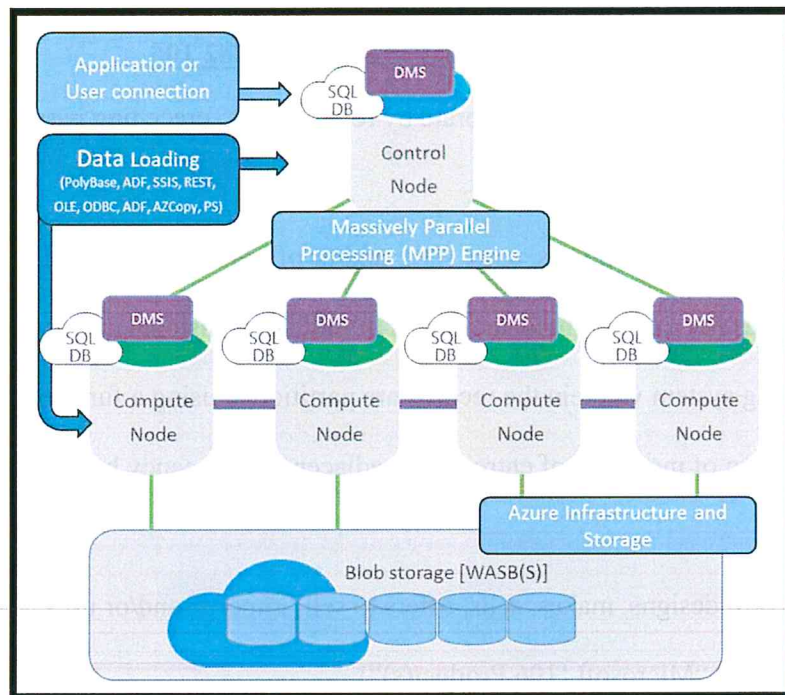 Application or
User connection
DMS
SQL
DB
Control
Node
Data Loading
(PolyBase, ADF, SSIS, REST,
OLE, ODBC, ADF, AZCopy, PS)
Massively Parallel
Processing (MPP) Engine
DMS
SQL
DB
Compute
Node
DMS
SQL
DB
Compute
Node
DMS
SQL
DB
Compute
Node
DMS
SQL
DB
Compute
Node
Azure Infrastructure and
Storage
Blob storage [WASB(S)]